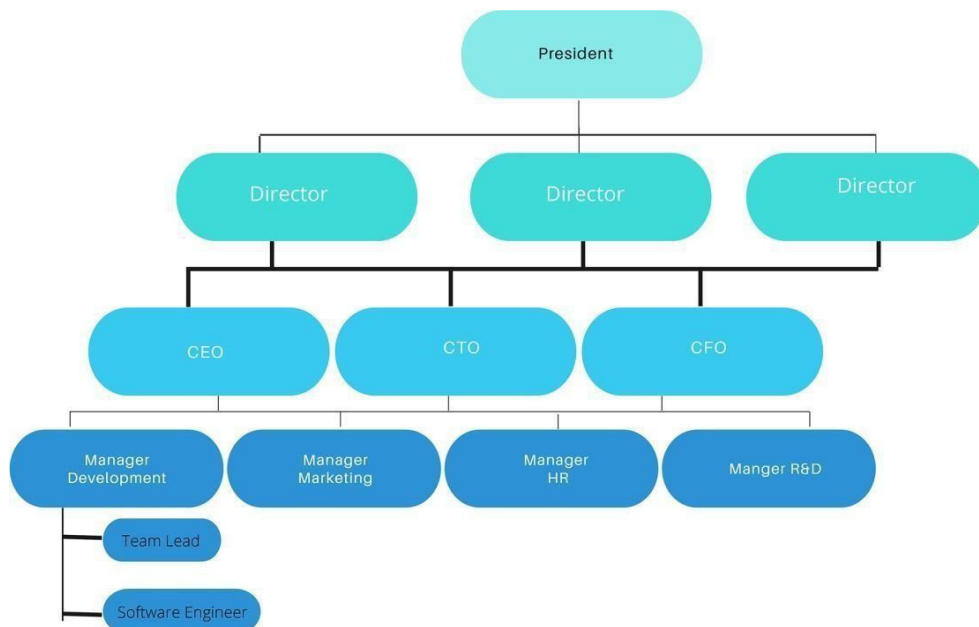 President
Director
Director
Director
CEO
CTO
CFO
Manager
Development
Manager
Marketing
Manager
HR
Manger R&D
Team Lead
Software Engineer